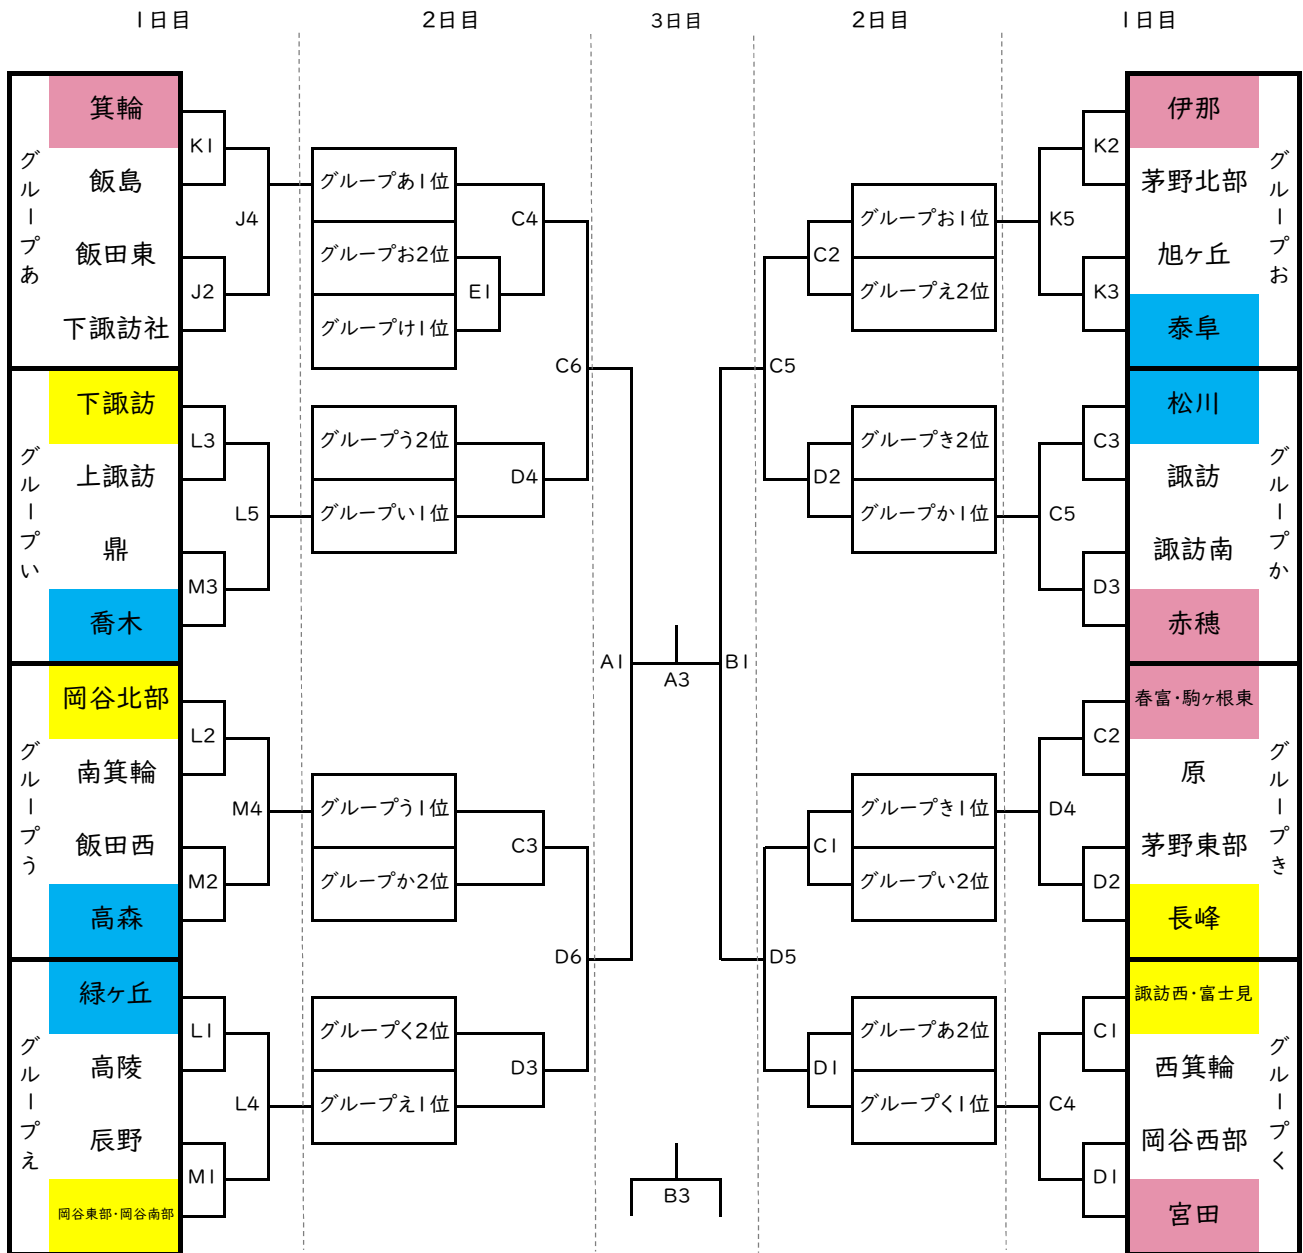 1日目 2日目 3日目 2日目 1日目
グループあ
箕輪
飯島
飯田東
下諏訪社
K1
J2
J4
グループい
下諏訪
上諏訪
鼎
喬木
L3
M3
L5
グループう
岡谷北部
南箕輪
飯田西
高森
L2
M2
M4
グループえ
緑ヶ丘
高陵
辰野
岡谷東部・岡谷南部
L1
M1
L4
グループあ1位
グループお2位
グループけ1位
E1
C4
グループう2位
グループい1位
D4
C6
グループう1位
グループか2位
C3
グループく2位
グループえ1位
D3
D6
A1
A3
B1
B3
グループお1位
グループえ2位
C2
グループき2位
グループか1位
D2
C5
グループき1位
グループい2位
C1
グループあ2位
グループく1位
D1
D5
グループお
伊那
茅野北部
旭ヶ丘
泰阜
K2
K3
K5
グループか
松川
諏訪
諏訪南
赤穂
C3
D3
C5
グループき
春富・駒ヶ根東
原
茅野東部
長峰
C2
D2
D4
グループく
諏訪西・富士見
西箕輪
岡谷西部
宮田
C1
D1
C4